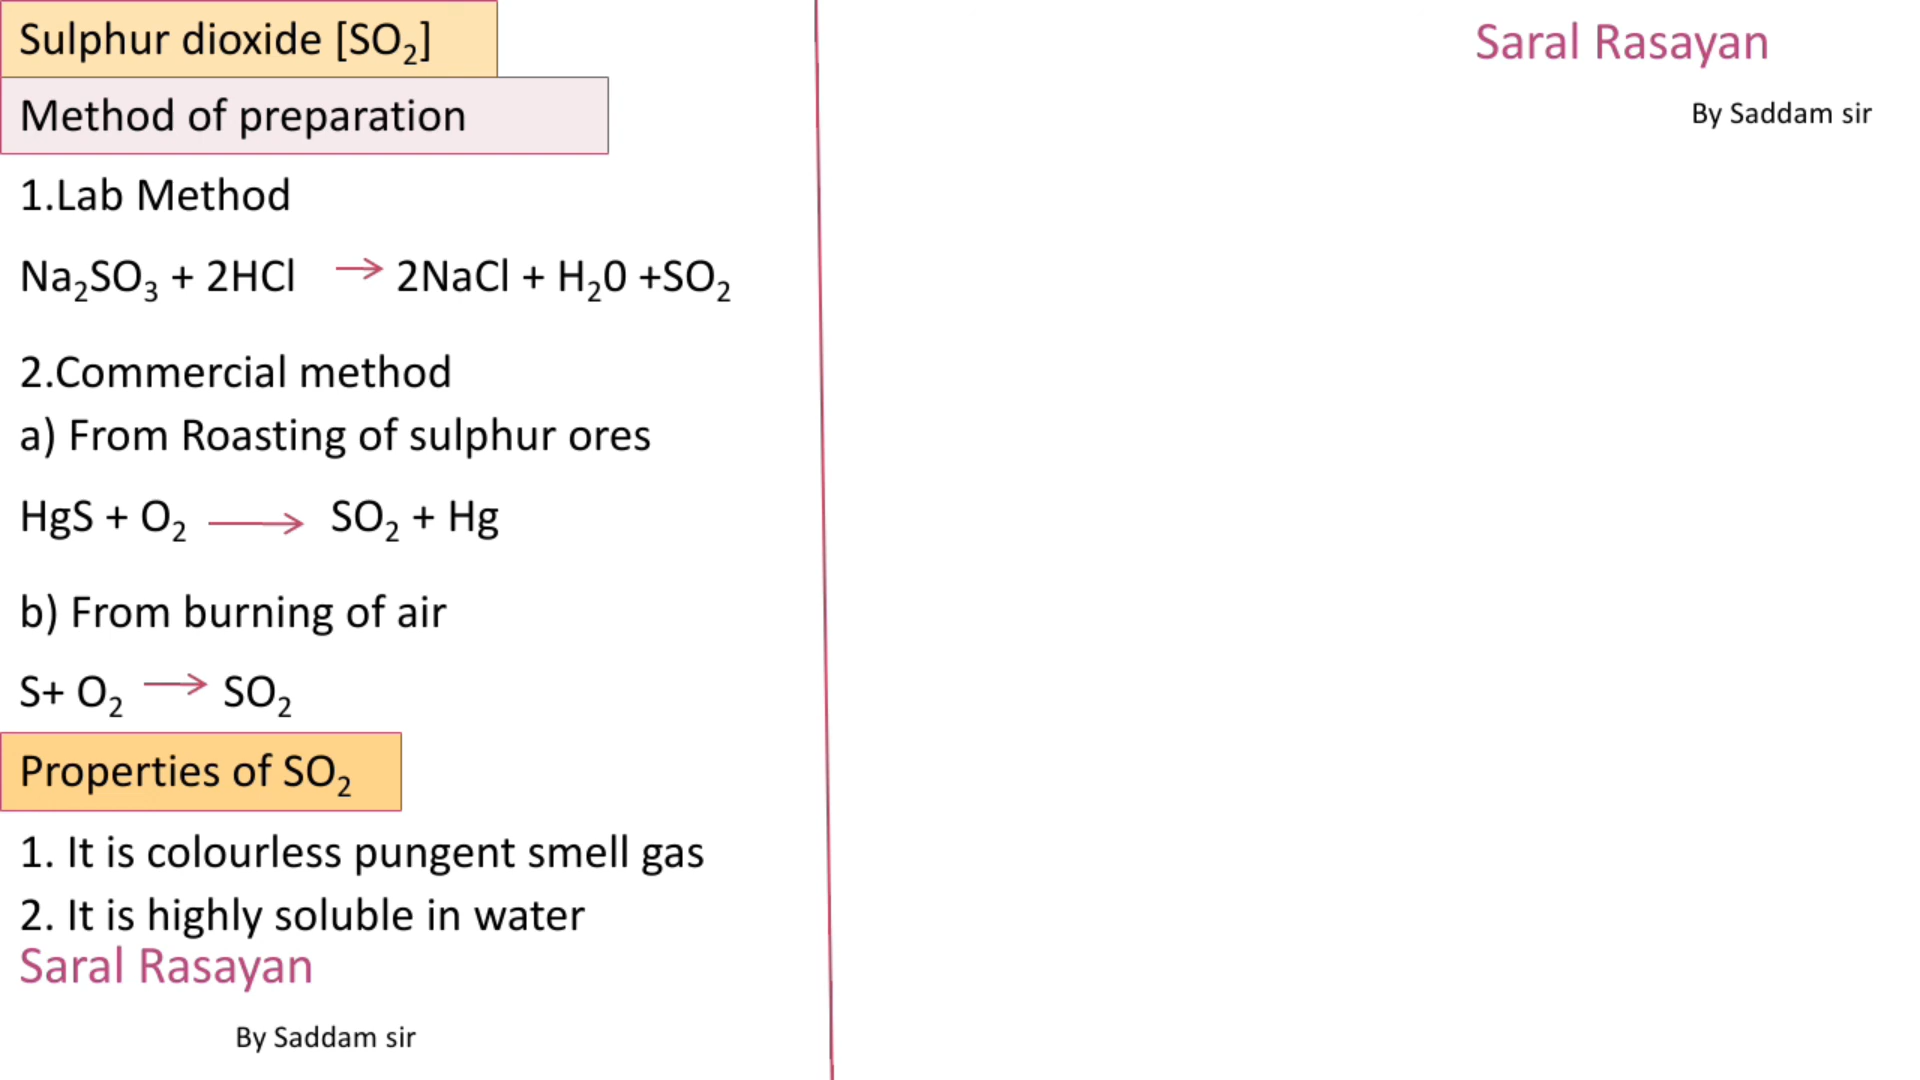 Sulphur dioxide [SO₂]
Method of preparation
1.Lab Method
Na₂SO₃ + 2HCl → 2NaCl + H₂0 +SO₂
2.Commercial method
a) From Roasting of sulphur ores
HgS + O₂ → SO₂ + Hg
b) From burning of air
S+ O₂ → SO₂
Properties of SO₂
1. It is colourless pungent smell gas
2. It is highly soluble in water
Saral Rasayan
By Saddam sir
Saral Rasayan
By Saddam sir